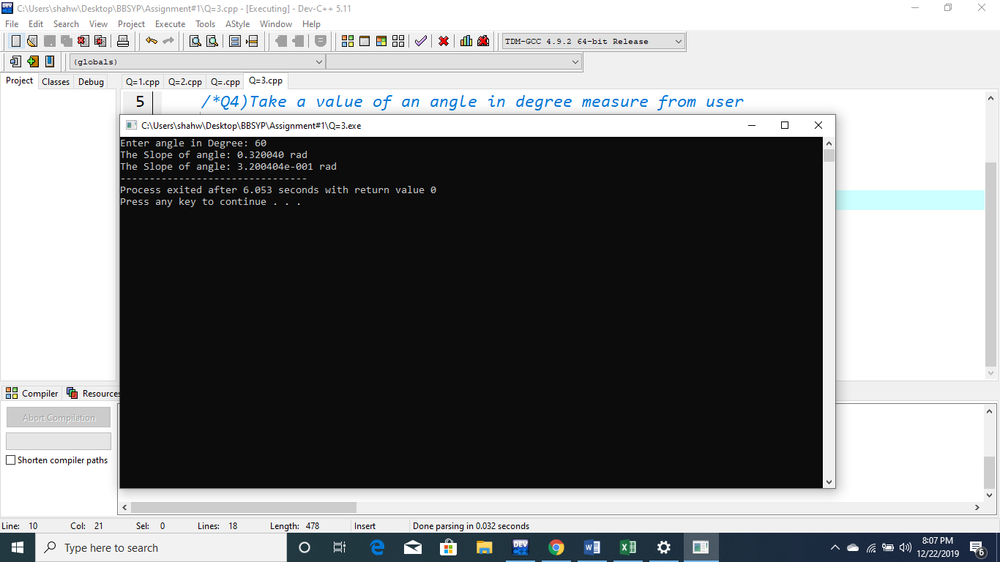 C:\Users\shahw\Desktop\BBSYP\Assignment#1\Q=3.cpp - [Executing] - Dev-C++ 5.11
File Edit Search View Project Execute Tools AStyle Window Help
TDM-GCC 4.9.2 64-bit Release
(globals)
Project Classes Debug Q=1.cpp Q=2.cpp Q=.cpp Q=3.cpp
5 /*Q4)Take a value of an angle in degree measure from user
C:\Users\shahw\Desktop\BBSYP\Assignment#1\Q=3.exe
Enter angle in Degree: 60
The Slope of angle: 0.320040 rad
The Slope of angle: 3.200404e-001 rad
--------------------------------
Process exited after 6.053 seconds with return value 0
Press any key to continue . . .
Compiler Resources
Abort Compilation
Shorten compiler paths
Line: 10 Col: 21 Sel: 0 Lines: 18 Length: 478 Insert Done parsing in 0.032 seconds
Type here to search
DEV
8:07 PM
12/22/2019
6